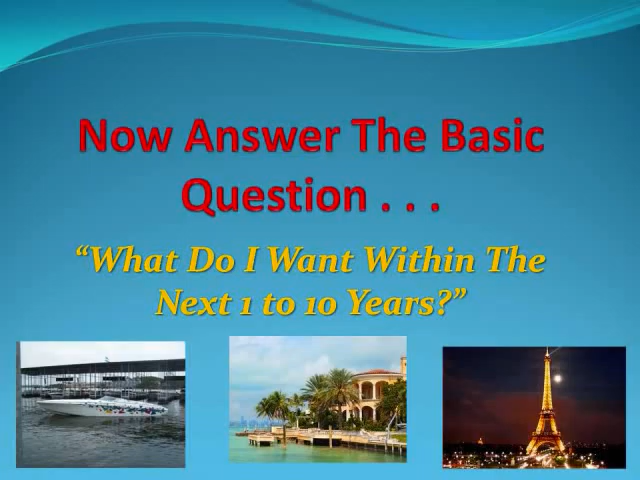 Now Answer The Basic
Question . . .
“What Do I Want Within The
Next 1 to 10 Years?”